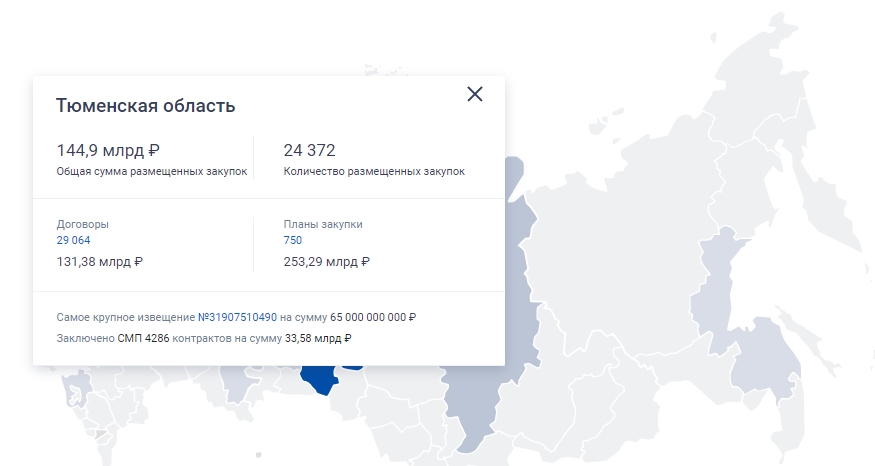 Тюменская область
144,9 млрд ₽ 24 372
Общая сумма размещенных закупок Количество размещенных закупок
Договоры Планы закупки
29 064 750
131,38 млрд ₽ 253,29 млрд ₽
Самое крупное извещение №31907510490 на сумму 65 000 000 000 ₽
Заключено СМП 4286 контрактов на сумму 33,58 млрд ₽